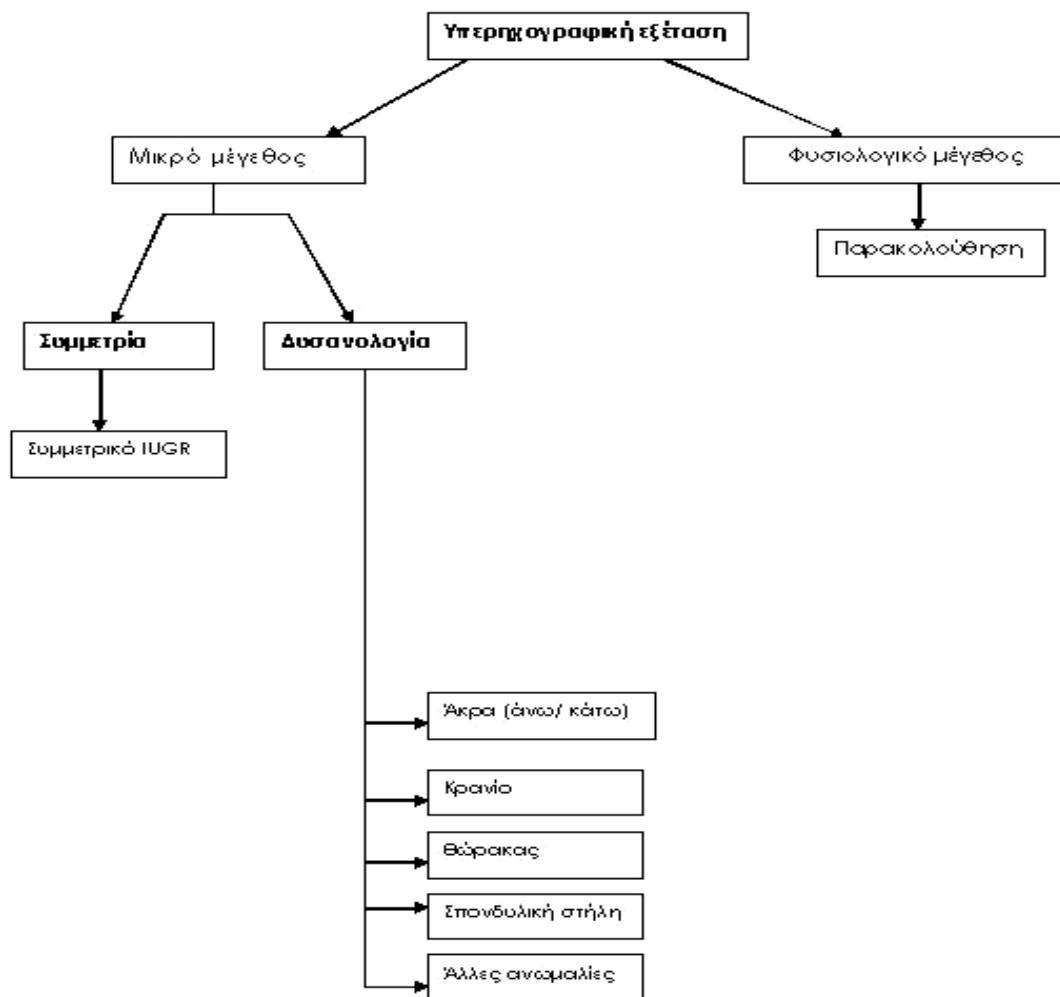 Υπερηχογραφική εξέταση
Μικρό μέγεθος
Φυσιολογικό μέγεθος
Παρακολούθηση
Συμμετρία
Δυσανολογία
Συμμετρικό IUGR
Άκρα (άνω/ κάτω)
Κρανίο
Θώρακας
Σπονδυλική στήλη
Άλλες ανωμαλίες